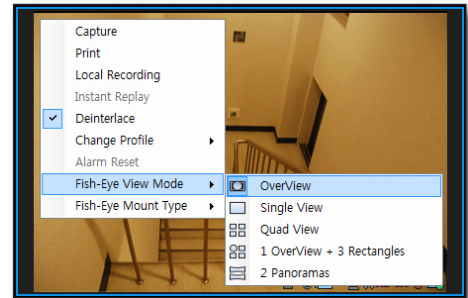 Capture
Print
Local Recording
Instant Replay
Deinterlace
Change Profile
Alarm Reset
Fish-Eye View Mode
Fish-Eye Mount Type
OverView
Single View
Quad View
1 OverView + 3 Rectangles
2 Panoramas